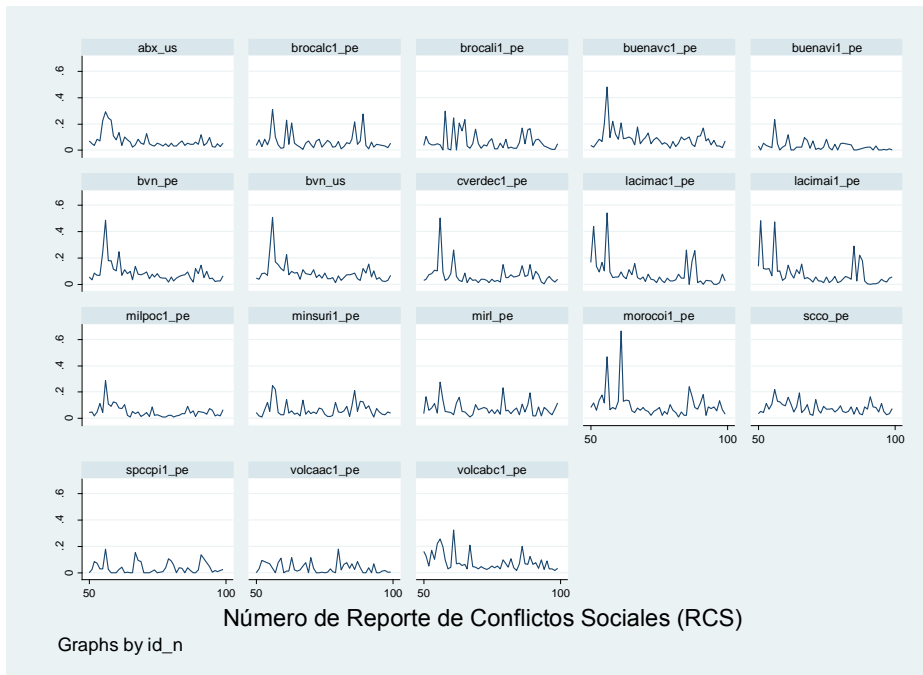 abx_us brocalc1_pe brocali1_pe buenavc1_pe buenavi1_pe
.6
.4
.2
0
bvn_pe bvn_us cverdec1_pe lacimac1_pe lacimai1_pe
.6
.4
.2
0
milpoc1_pe minsuri1_pe mirl_pe morocoi1_pe scco_pe
.6
.4
.2
0
50 100 50 100
spccpi1_pe volcaac1_pe volcabc1_pe
.6
.4
.2
0
50 100 50 100 50 100
Número de Reporte de Conflictos Sociales (RCS)
Graphs by id_n